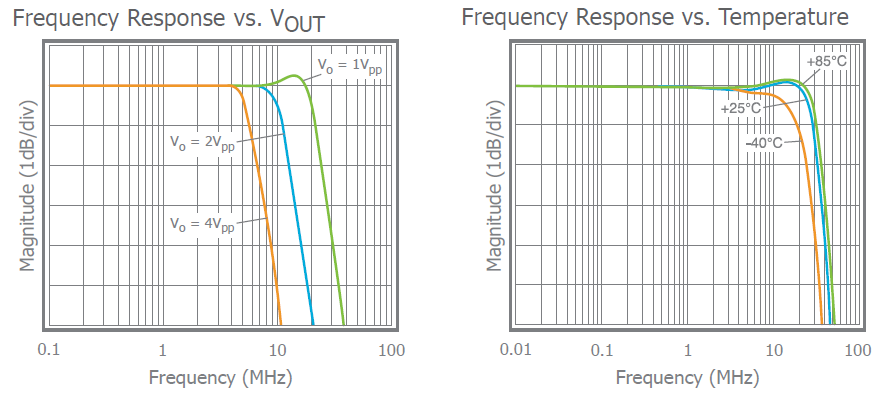 Frequency Response vs. VOUT
Magnitude (1dB/div)
Vo = 1Vpp
Vo = 2Vpp
Vo = 4Vpp
0.1 1 10 100
Frequency (MHz)
Frequency Response vs. Temperature
Magnitude (1dB/div)
+85°C
+25°C
-40°C
0.01 0.1 1 10 100
Frequency (MHz)